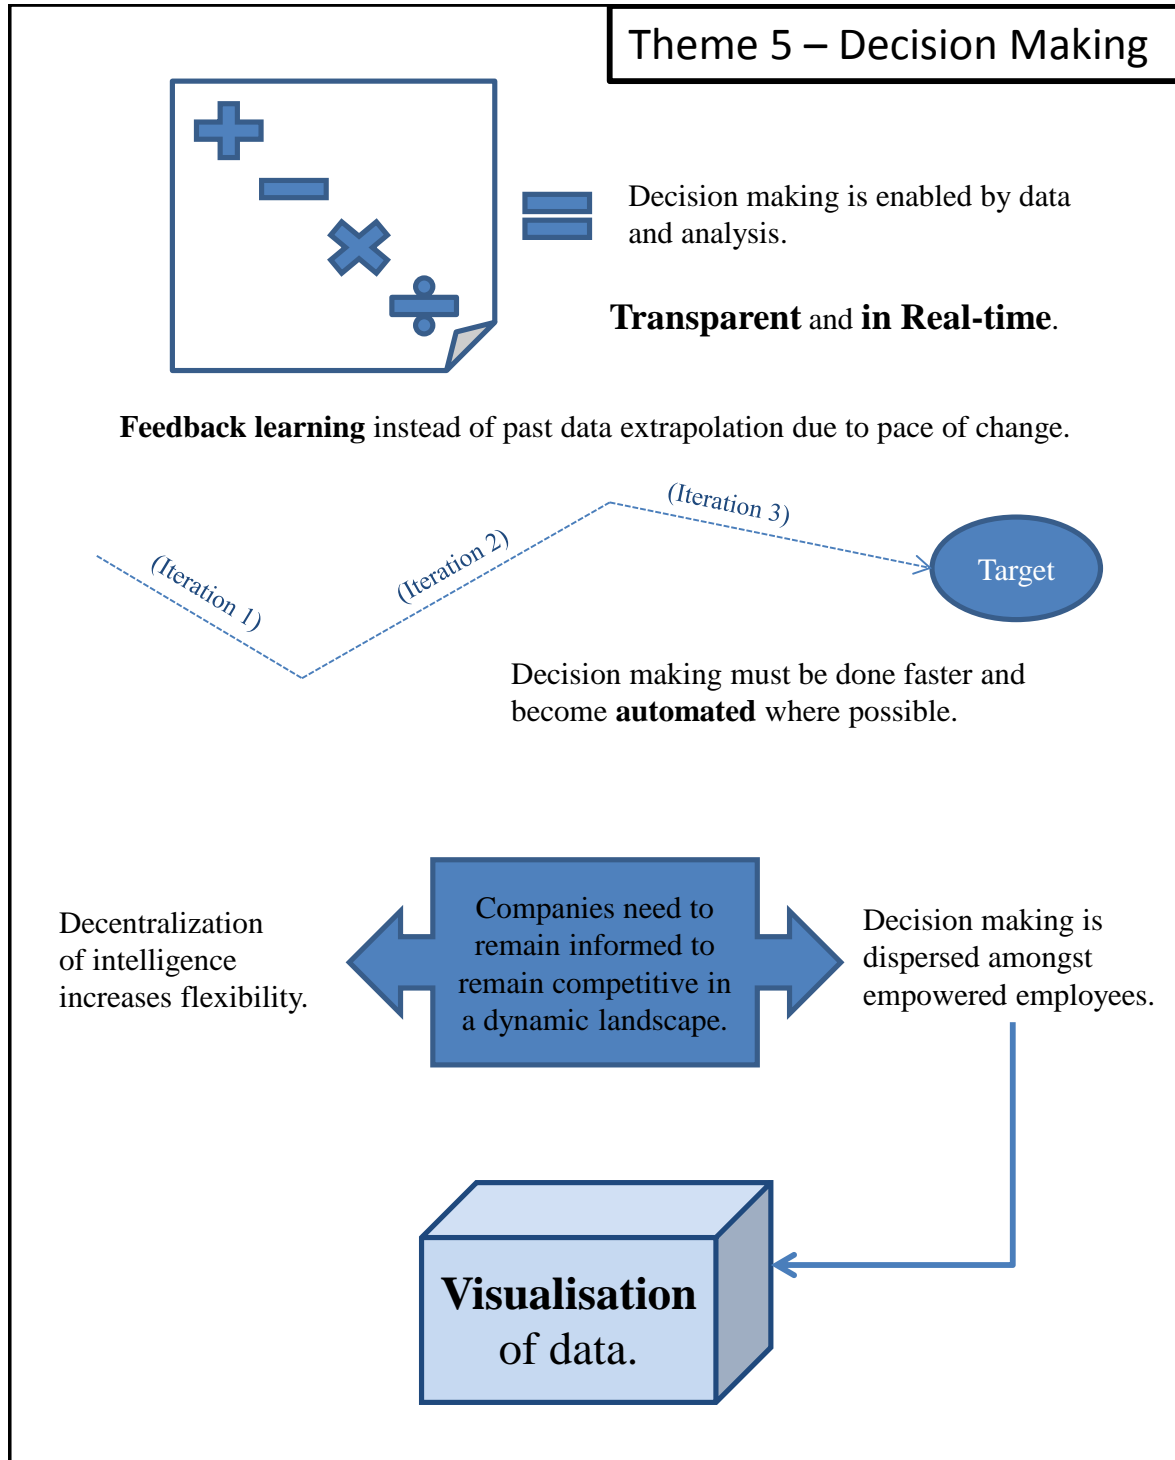 Theme 5 – Decision Making
Decision making is enabled by data
and analysis.
Transparent and in Real-time.
Feedback learning instead of past data extrapolation due to pace of change.
(Iteration 1)
(Iteration 2)
(Iteration 3)
Target
Decision making must be done faster and
become automated where possible.
Decentralization
of intelligence
increases flexibility.
Companies need to
remain informed to
remain competitive in
a dynamic landscape.
Decision making is
dispersed amongst
empowered employees.
Visualisation
of data.